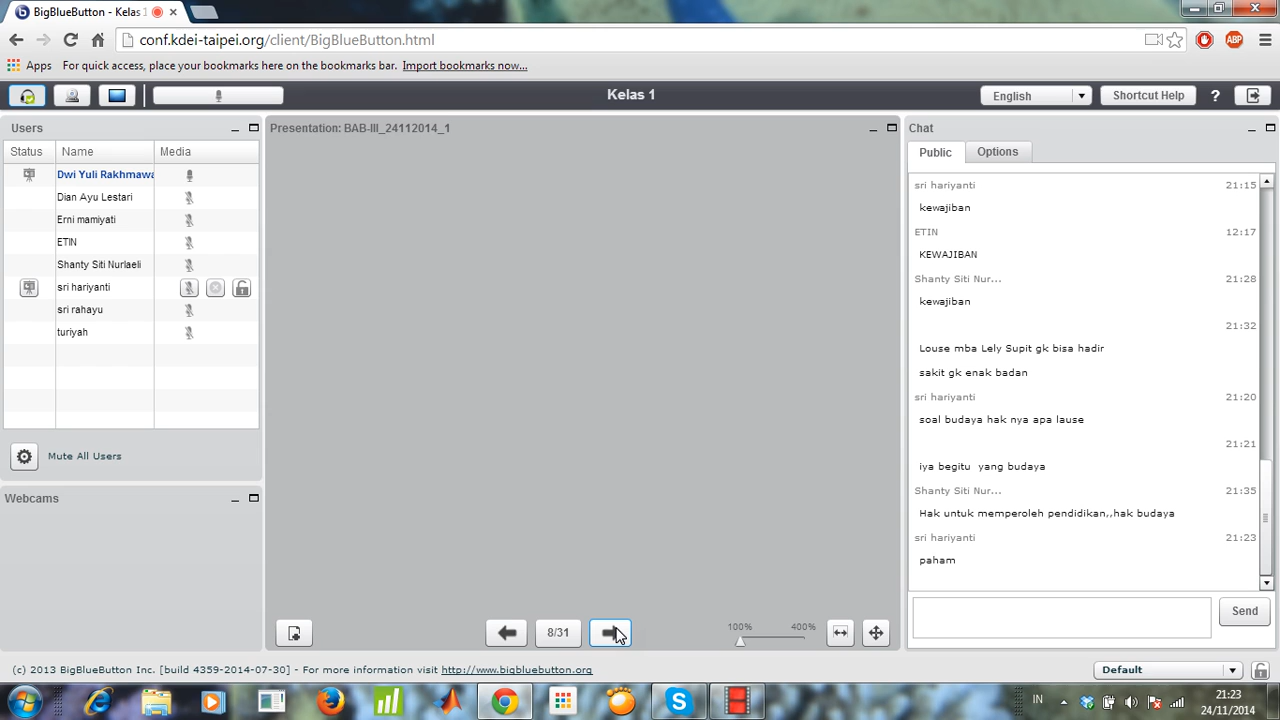 BigBlueButton - Kelas 1
conf.kdei-taipei.org/client/BigBlueButton.html
ABP
Apps For quick access, place your bookmarks here on the bookmarks bar. Import bookmarks now...
Kelas 1
English
Shortcut Help
?
Users
Status Name Media
Dwi Yuli Rakhmawa
Dian Ayu Lestari
Erni mamiyati
ETIN
Shanty Siti Nurlaeli
sri hariyanti
sri rahayu
turiyah
Mute All Users
Webcams
Presentation: BAB-III_24112014_1
8/31
100% 400%
Chat
Public Options
sri hariyanti 21:15
kewajiban
ETIN 12:17
KEWAJIBAN
Shanty Siti Nur... 21:28
kewajiban
21:32
Louse mba Lely Supit gk bisa hadir
sakit gk enak badan
sri hariyanti 21:20
soal budaya hak nya apa lause
21:21
iya begitu yang budaya
Shanty Siti Nur... 21:35
Hak untuk memperoleh pendidikan,,hak budaya
sri hariyanti 21:23
paham
Send
(c) 2013 BigBlueButton Inc. [build 4359-2014-07-30] - For more information visit http://www.bigbluebutton.org
Default
IN
21:23
24/11/2014